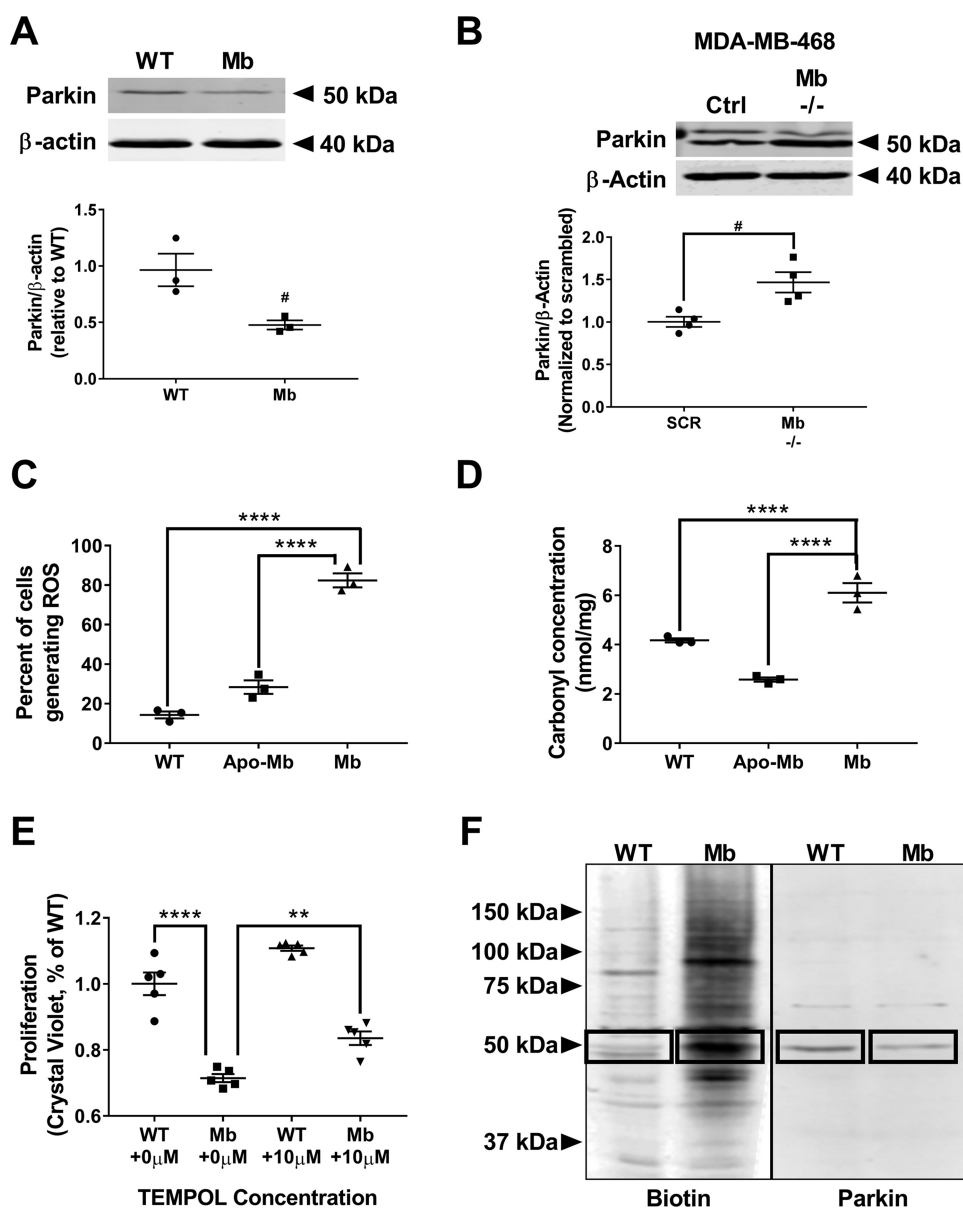 A
WT Mb
Parkin 50 kDa
β-actin 40 kDa
Parkin/β-actin
(relative to WT)
1.5
1.0
0.5
0.0
#
WT Mb
B
MDA-MB-468
Ctrl Mb
-/-
Parkin 50 kDa
β-Actin 40 kDa
Parkin/β-Actin
(Normalized to scrambled)
2.0
1.5
1.0
0.5
0.0
#
SCR Mb
-/-
C
Percent of cells
generating ROS
100
80
60
40
20
0
****
****
WT Apo-Mb Mb
D
Carbonyl concentration
(nmol/mg)
8
6
4
2
0
****
****
WT Apo-Mb Mb
E
Proliferation
(Crystal Violet, % of WT)
1.2
1.0
0.8
0.6
****
**
WT Mb WT Mb
+0μM +0μM +10μM +10μM
TEMPOL Concentration
F
WT Mb WT Mb
150 kDa
100 kDa
75 kDa
50 kDa
37 kDa
Biotin Parkin